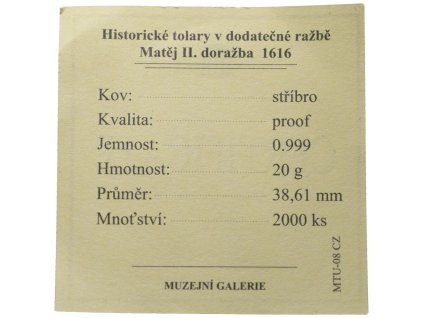 Historické tolary v dodatečné ražbě
Matěj II. doražba 1616
Kov: stříbro
Kvalita: proof
Jemnost: 0.999
Hmotnost: 20 g
Průměr: 38,61 mm
Mnoťství: 2000 ks
MUZEJNÍ GALERIE
MTU-08 CZ